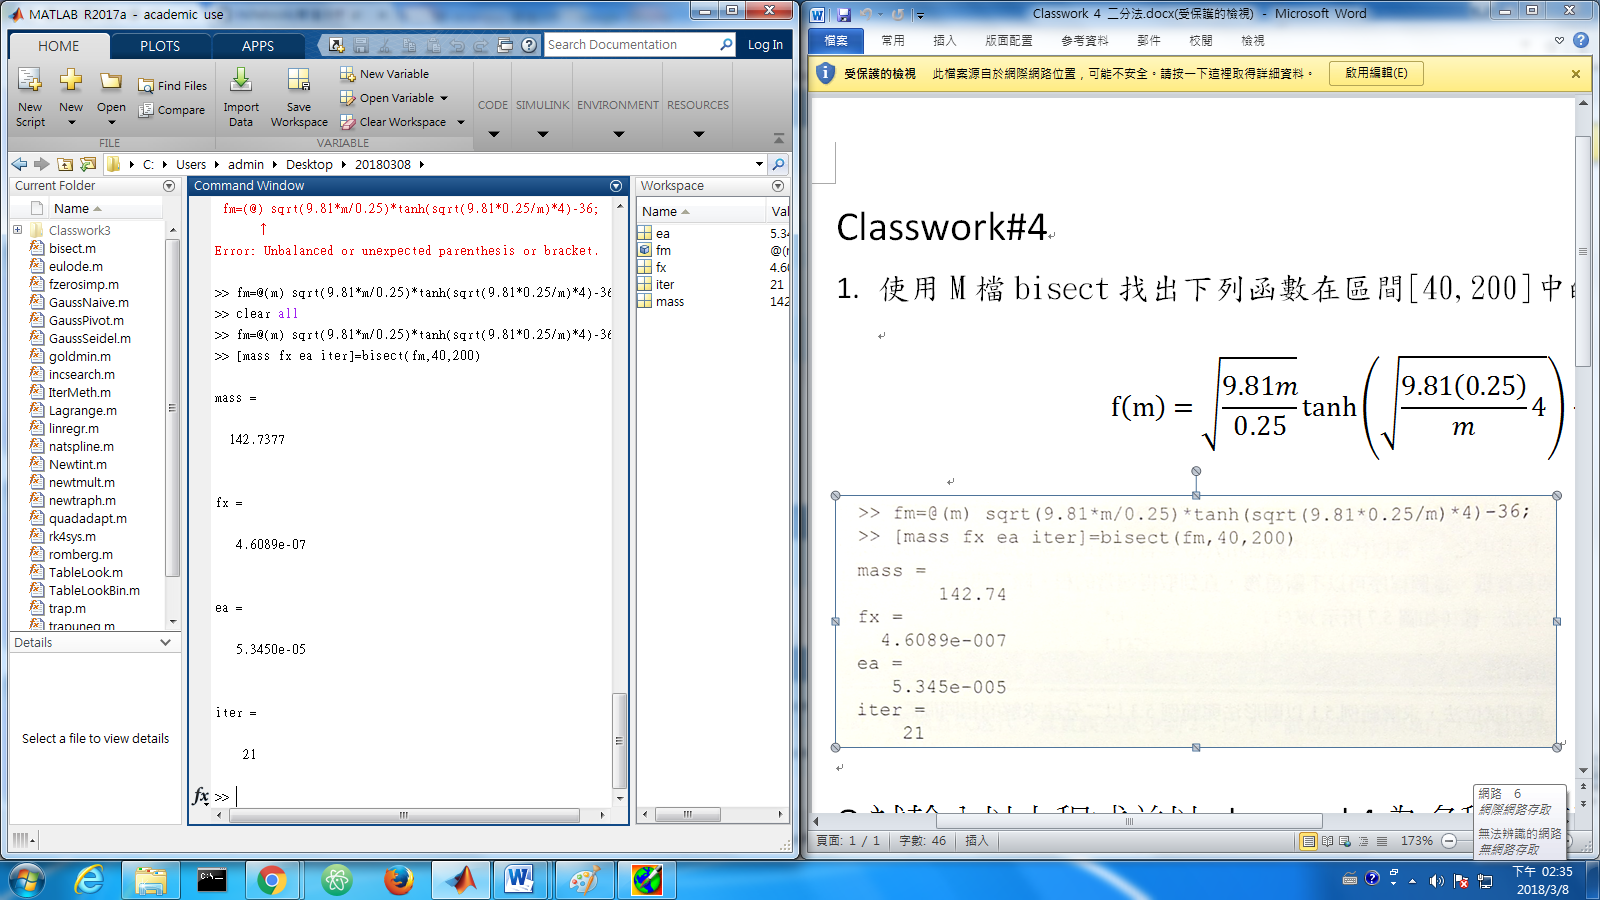 MATLAB R2017a - academic use
HOME
PLOTS
APPS
Search Documentation
Log In
New Script
New
Open
Find Files
Compare
Import Data
Save Workspace
New Variable
Open Variable
Clear Workspace
CODE
SIMULINK
ENVIRONMENT
RESOURCES
FILE
VARIABLE
C:
Users
admin
Desktop
20180308
Current Folder
Name
Classwork3
bisect.m
eulode.m
fzerosimp.m
GaussNaive.m
GaussPivot.m
GaussSeidel.m
goldmin.m
incsearch.m
IterMeth.m
Lagrange.m
linregr.m
natspline.m
Newtint.m
newtmult.m
newtraph.m
quadadapt.m
rk4sys.m
romberg.m
TableLook.m
TableLookBin.m
trap.m
trapuneq.m
Details
Select a file to view details
Command Window
fm=(@) sqrt(9.81*m/0.25)*tanh(sqrt(9.81*0.25/m)*4)-36;
↑
Error: Unbalanced or unexpected parenthesis or bracket.
>> fm=@(m) sqrt(9.81*m/0.25)*tanh(sqrt(9.81*0.25/m)*4)-36
>> clear all
>> fm=@(m) sqrt(9.81*m/0.25)*tanh(sqrt(9.81*0.25/m)*4)-36
>> [mass fx ea iter]=bisect(fm,40,200)
mass =
142.7377
fx =
4.6089e-07
ea =
5.3450e-05
iter =
21
fx >>
Workspace
Name
Val
ea
5.34
fm
@(m
fx
4.60
iter
21
mass
142
Classwork 4 二分法.docx(受保護的檢視) - Microsoft Word
檔案
常用
插入
版面配置
參考資料
郵件
校閱
檢視
受保護的檢視
此檔案源自於網際網路位置，可能不安全。請按一下這裡取得詳細資料。
啟用編輯(E)
Classwork#4
1. 使用 M 檔 bisect 找出下列函數在區間[40,200]中的
f(m) = √(9.81m/0.25) tanh(√(9.81(0.25)/m) 4) -
>> fm=@(m) sqrt(9.81*m/0.25)*tanh(sqrt(9.81*0.25/m)*4)-36;
>> [mass fx ea iter]=bisect(fm,40,200)
mass =
142.74
fx =
4.6089e-007
ea =
5.345e-005
iter =
21
網路 6
網際網路存取
無法辨識的網路
無網路存取
頁面: 1 / 1
字數: 46
插入
173%
下午 02:35
2018/3/8